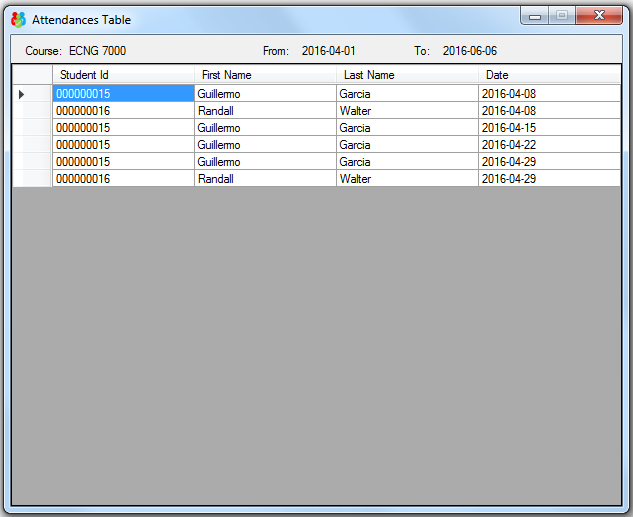 Attendances Table
Course: ECNG 7000 From: 2016-04-01 To: 2016-06-06
Student Id First Name Last Name Date
000000015 Guillermo Garcia 2016-04-08
000000016 Randall Walter 2016-04-08
000000015 Guillermo Garcia 2016-04-15
000000015 Guillermo Garcia 2016-04-22
000000015 Guillermo Garcia 2016-04-29
000000016 Randall Walter 2016-04-29